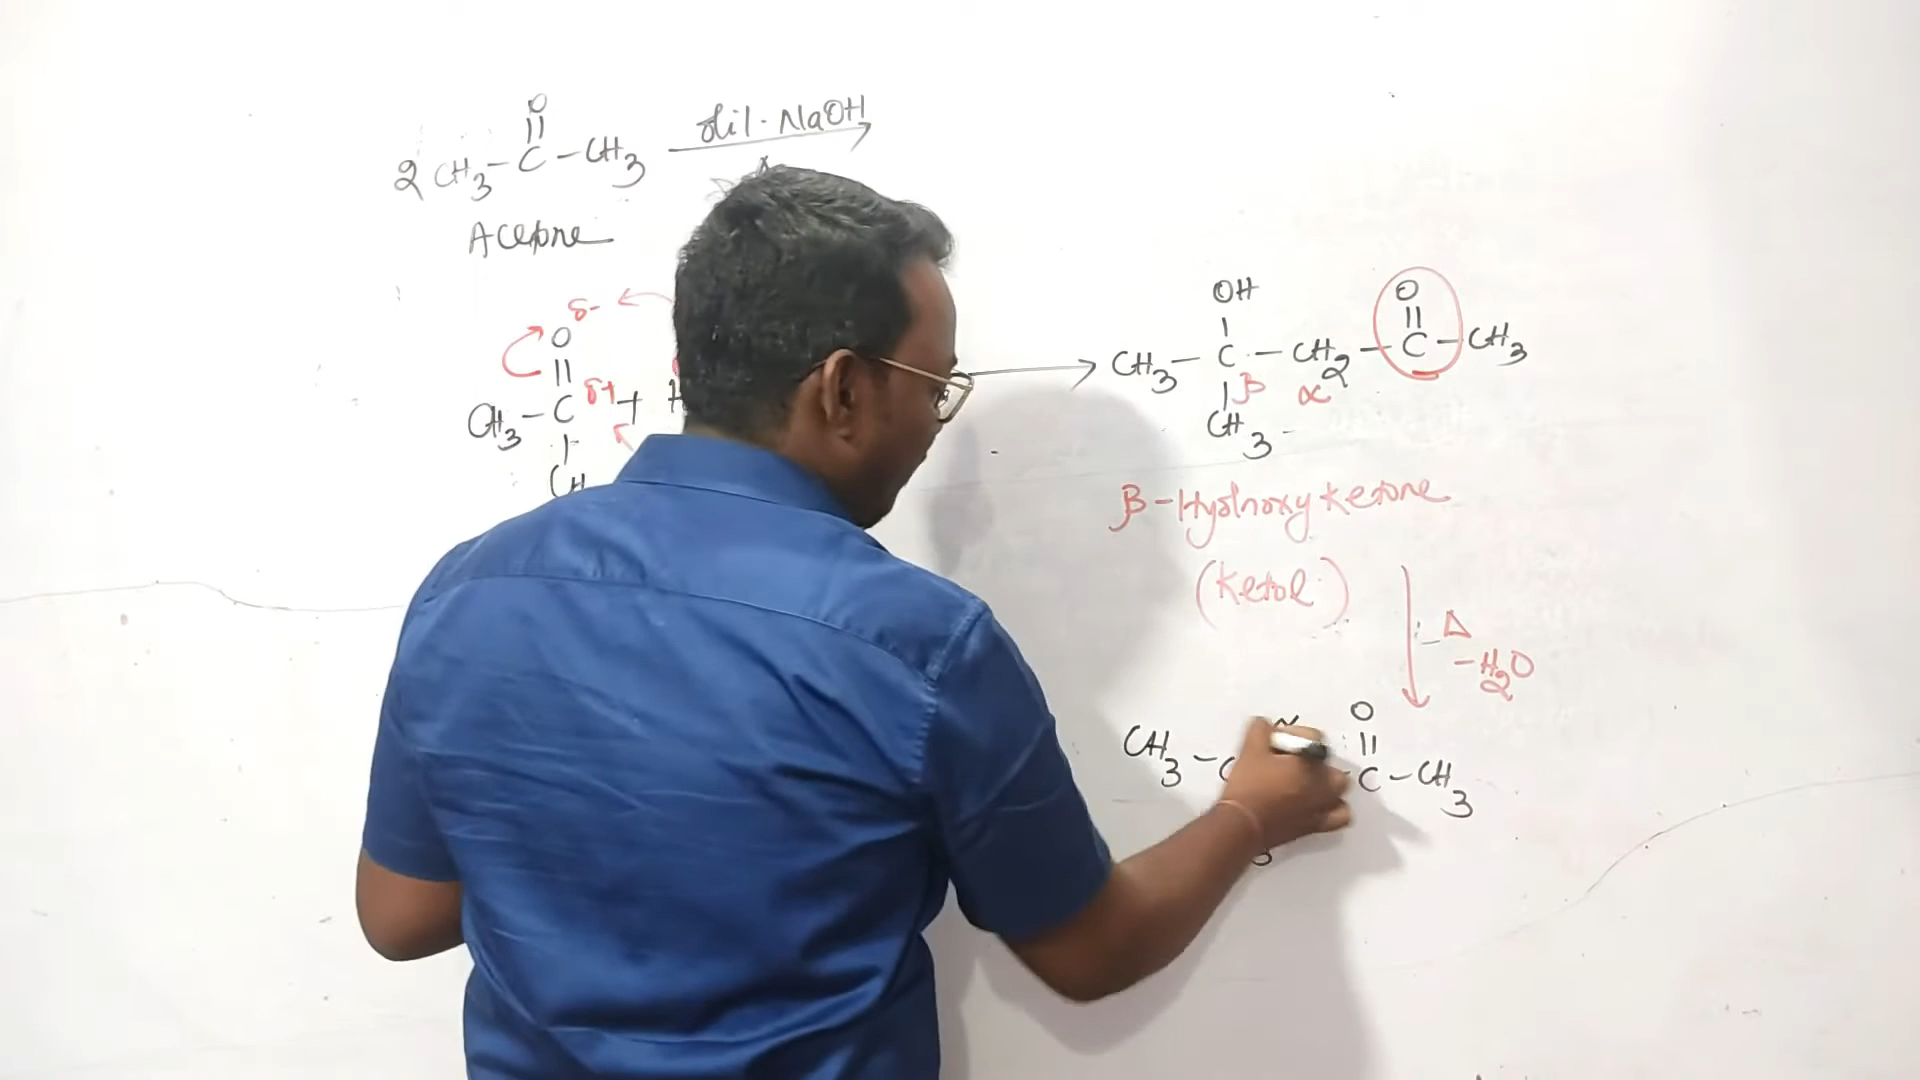 O
||
2 CH3 - C - CH3 dil. NaOH
Acetone
δ-
O
||
CH3 - C δ+ + H
|
CH
OH O
| ||
CH3 - C - CH2 - C - CH3
| β α
CH3
β-Hydroxy Ketone
(Ketol)
Δ
-H2O
O
||
CH3 - C C - CH3
3